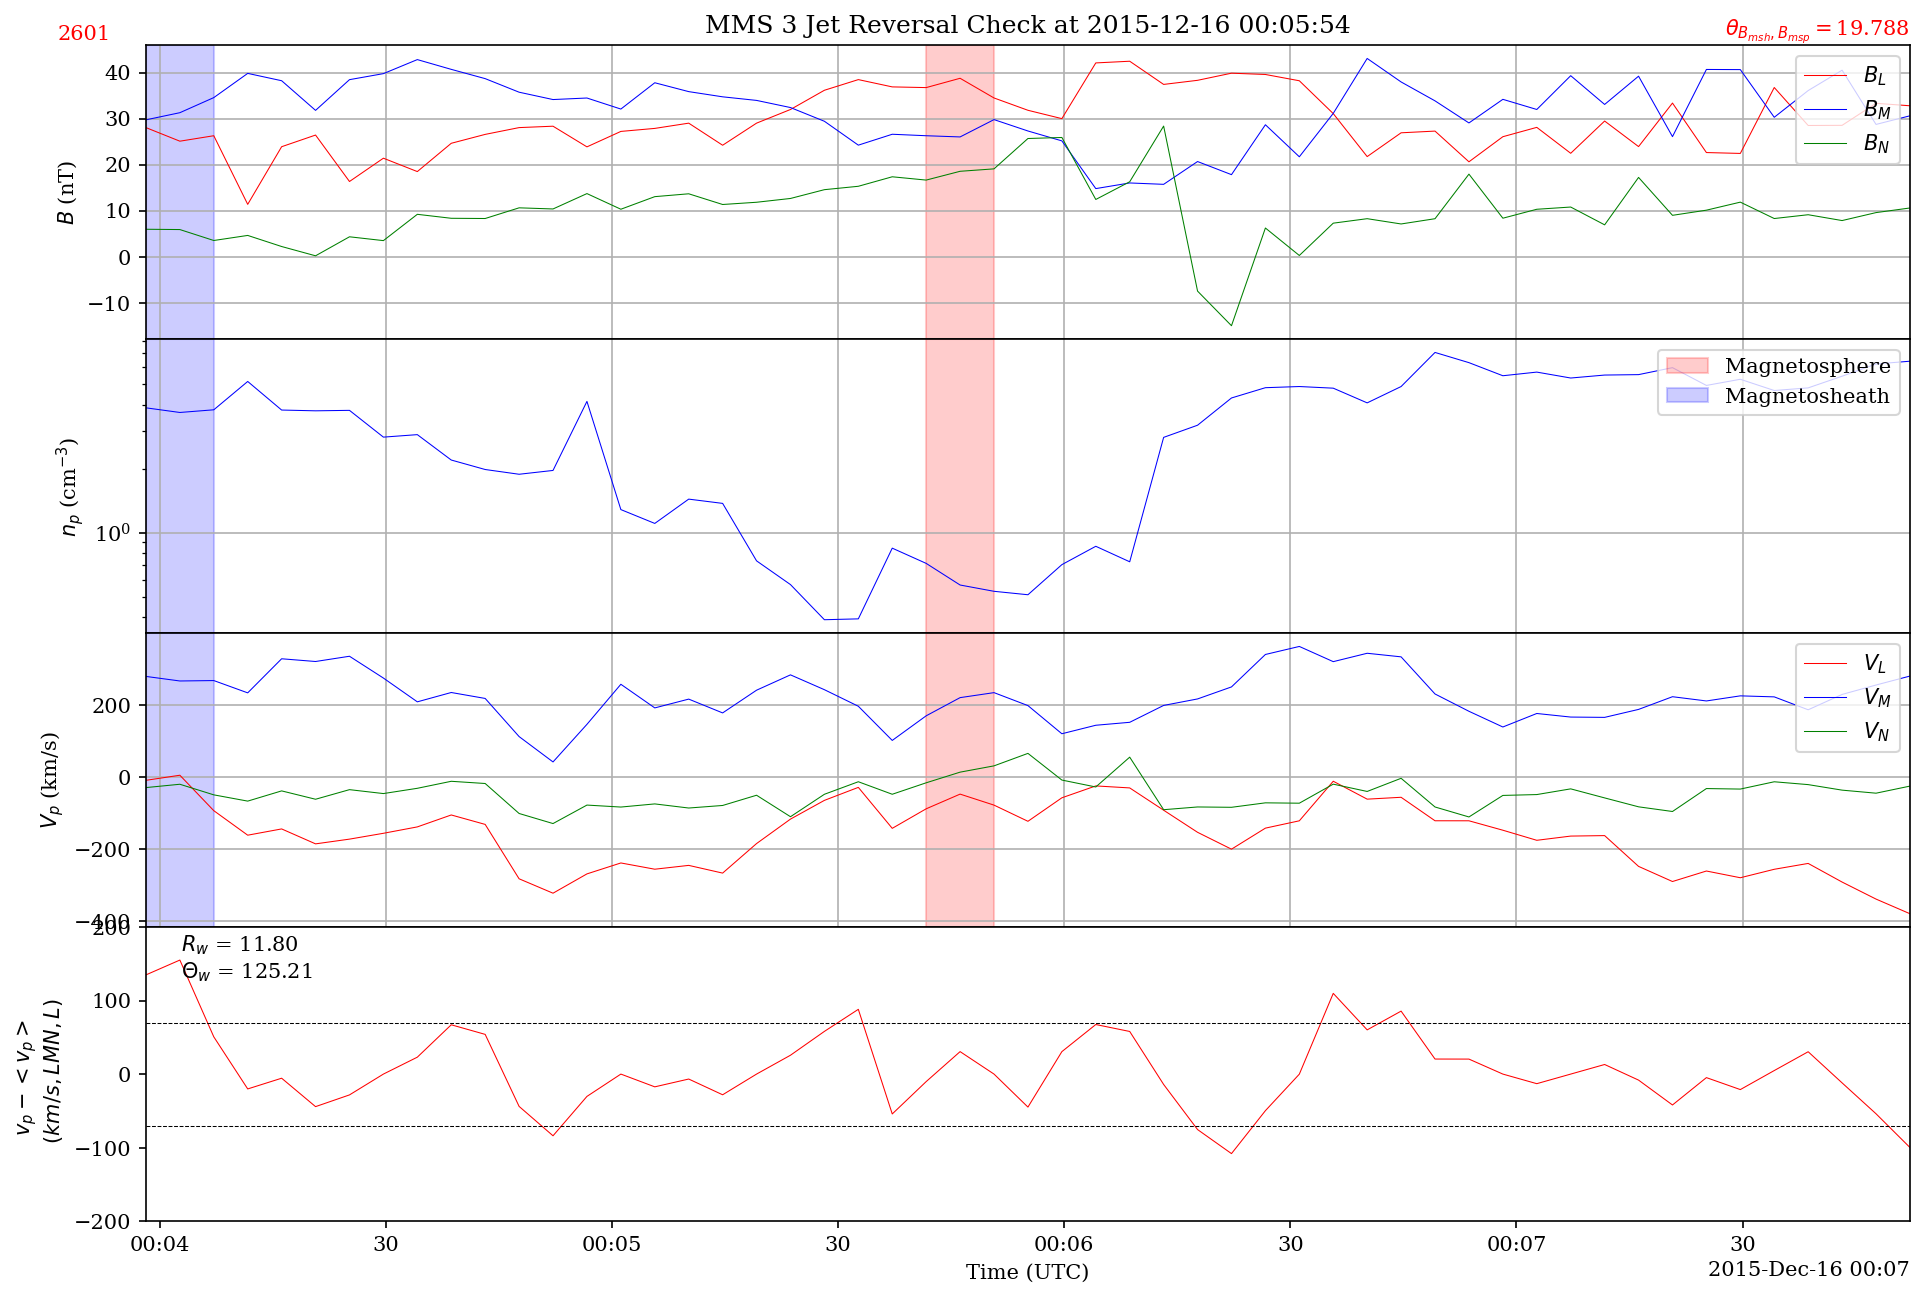 2601
MMS 3 Jet Reversal Check at 2015-12-16 00:05:54
θ_{B_{msh}, B_{msp}} = 19.788
40
30
20
10
0
−10
B (nT)
B_L
B_M
B_N
10^0
n_p (cm^{−3})
Magnetosphere
Magnetosheath
200
0
−200
−400
V_p (km/s)
V_L
V_M
V_N
200
100
0
−100
−200
v_p − < v_p >
(km/s, LMN, L)
R_w = 11.80
Θ_w = 125.21
00:04
30
00:05
30
00:06
30
00:07
30
Time (UTC)
2015-Dec-16 00:07